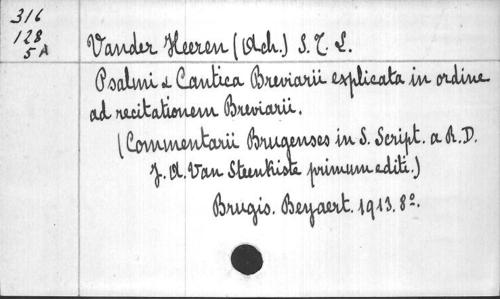 316
128
5A
Vander Heeren (Ach.) S. T. L.
Psalmi & Cantica Breviarii explicata in ordine
ad recitationem Breviarii.
(Commentarii Brugenses in S. Script. a R. D.
J. A. Van Steenkiste primum editi.)
Brugis. Beyaert. 1913. 8º.